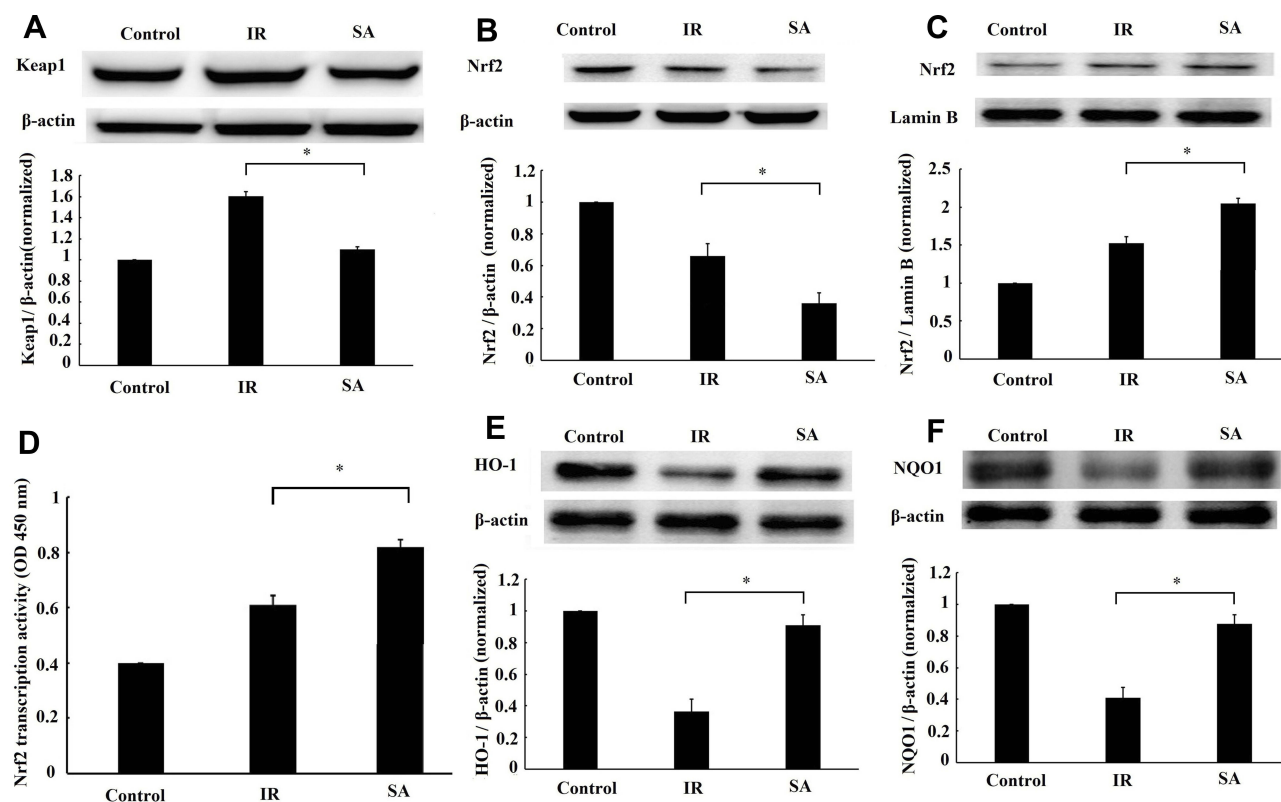 A
Control IR SA
Keap1
β-actin
*
Keap1/ β-actin(normalized)
1.8
1.6
1.4
1.2
1
0.8
0.6
0.4
0.2
0
Control IR SA
B
Control IR SA
Nrf2
β-actin
*
Nrf2 / β-actin (normalized)
1.2
1
0.8
0.6
0.4
0.2
0
Control IR SA
C
Control IR SA
Nrf2
Lamin B
*
Nrf2 / Lamin B (normalized)
2.5
2
1.5
1
0.5
0
Control IR SA
D
*
Nrf2 transcription activity (OD 450 nm)
1
0.8
0.6
0.4
0.2
0
Control IR SA
E
Control IR SA
HO-1
β-actin
*
HO-1/ β-actin (normalized)
1.2
1
0.8
0.6
0.4
0.2
0
Control IR SA
F
Control IR SA
NQO1
β-actin
*
NQO1 / β-actin (normalzied)
1.2
1
0.8
0.6
0.4
0.2
0
Control IR SA